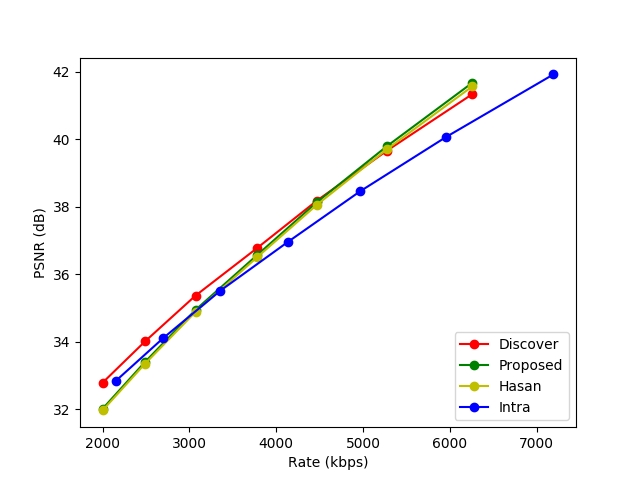 42
40
38
36
34
32
PSNR (dB)
Discover
Proposed
Hasan
Intra
2000 3000 4000 5000 6000 7000
Rate (kbps)